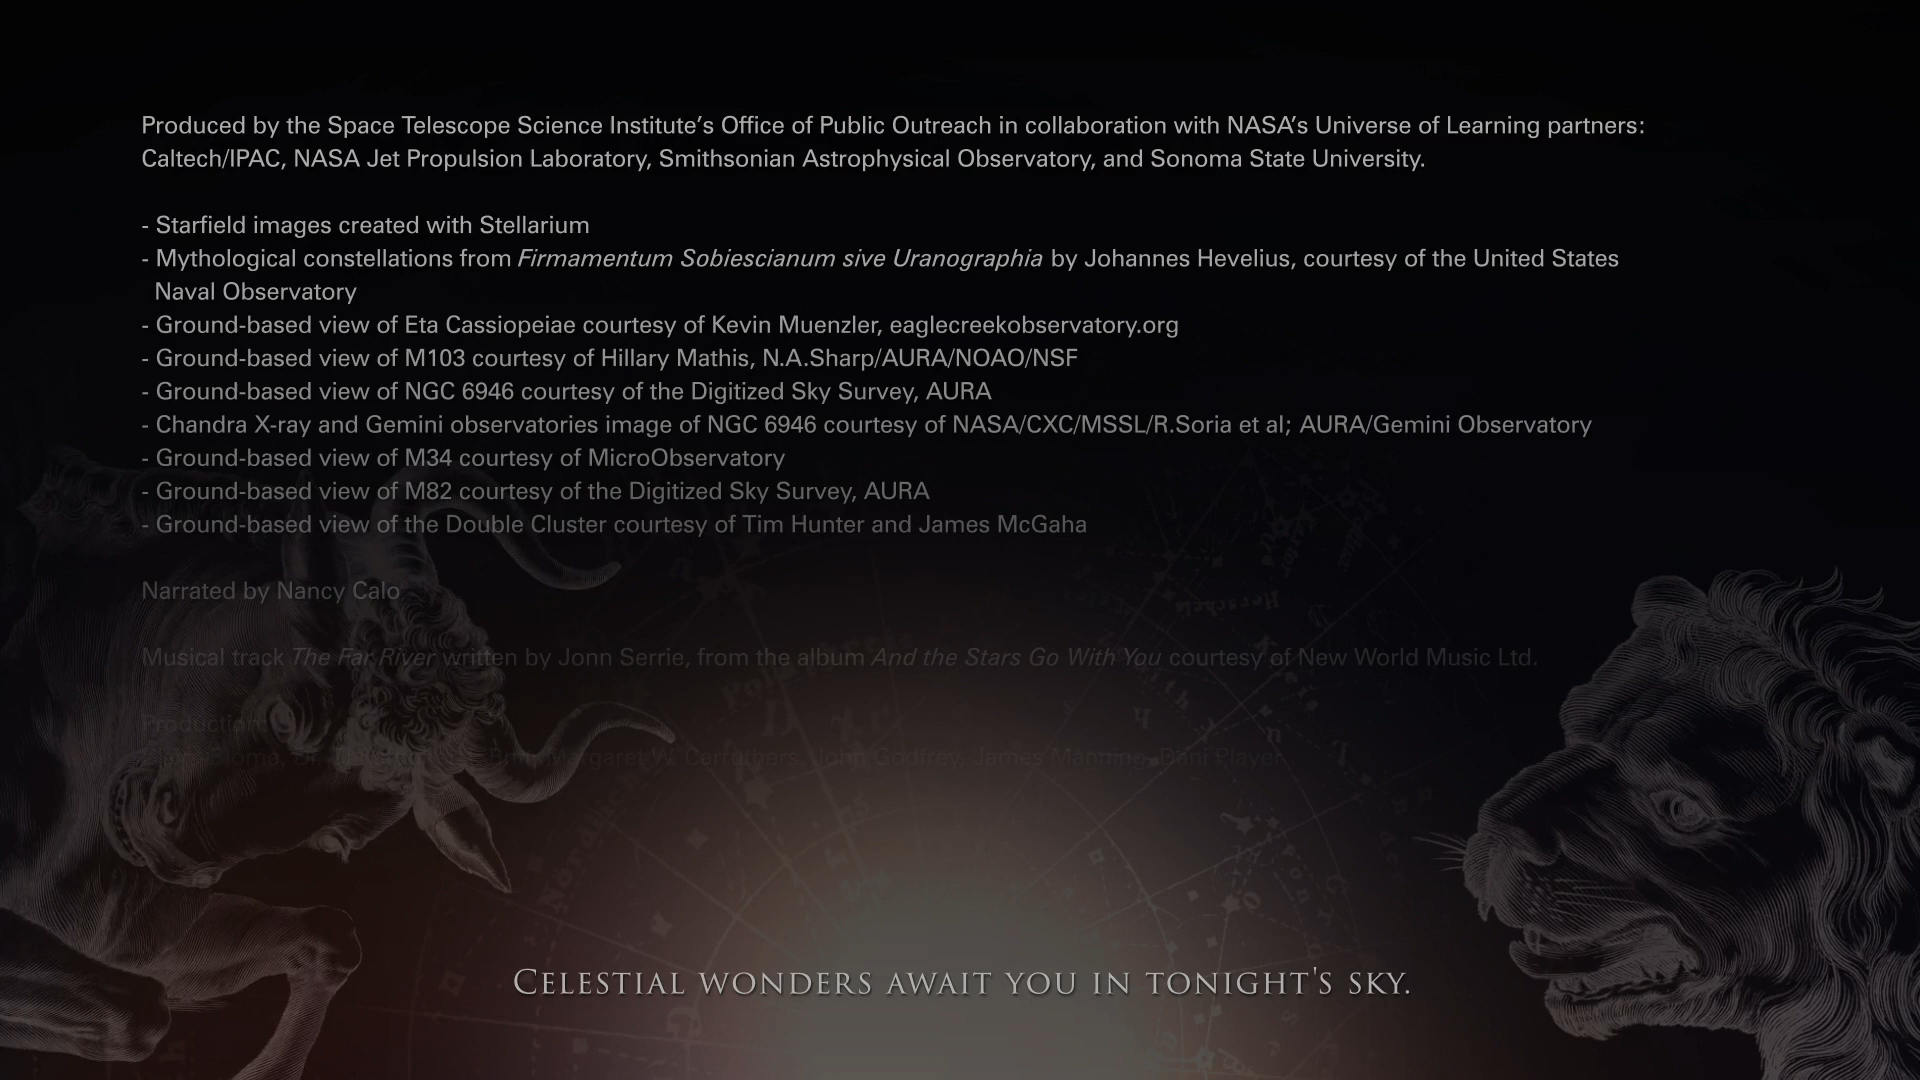 Produced by the Space Telescope Science Institute’s Office of Public Outreach in collaboration with NASA’s Universe of Learning partners:
Caltech/IPAC, NASA Jet Propulsion Laboratory, Smithsonian Astrophysical Observatory, and Sonoma State University.
- Starfield images created with Stellarium
- Mythological constellations from Firmamentum Sobiescianum sive Uranographia by Johannes Hevelius, courtesy of the United States
Naval Observatory
- Ground-based view of Eta Cassiopeiae courtesy of Kevin Muenzler, eaglecreekobservatory.org
- Ground-based view of M103 courtesy of Hillary Mathis, N.A.Sharp/AURA/NOAO/NSF
- Ground-based view of NGC 6946 courtesy of the Digitized Sky Survey, AURA
- Chandra X-ray and Gemini observatories image of NGC 6946 courtesy of NASA/CXC/MSSL/R.Soria et al; AURA/Gemini Observatory
- Ground-based view of M34 courtesy of MicroObservatory
- Ground-based view of M82 courtesy of the Digitized Sky Survey, AURA
- Ground-based view of the Double Cluster courtesy of Tim Hunter and James McGaha
Narrated by Nancy Calo
Musical track The Far River written by Jonn Serrie, from the album And the Stars Go With You courtesy of New World Music Ltd.
Production:
Margaret W. Carruthers, John Godfrey, James Manning, Dani Player
Celestial wonders await you in tonight's sky.